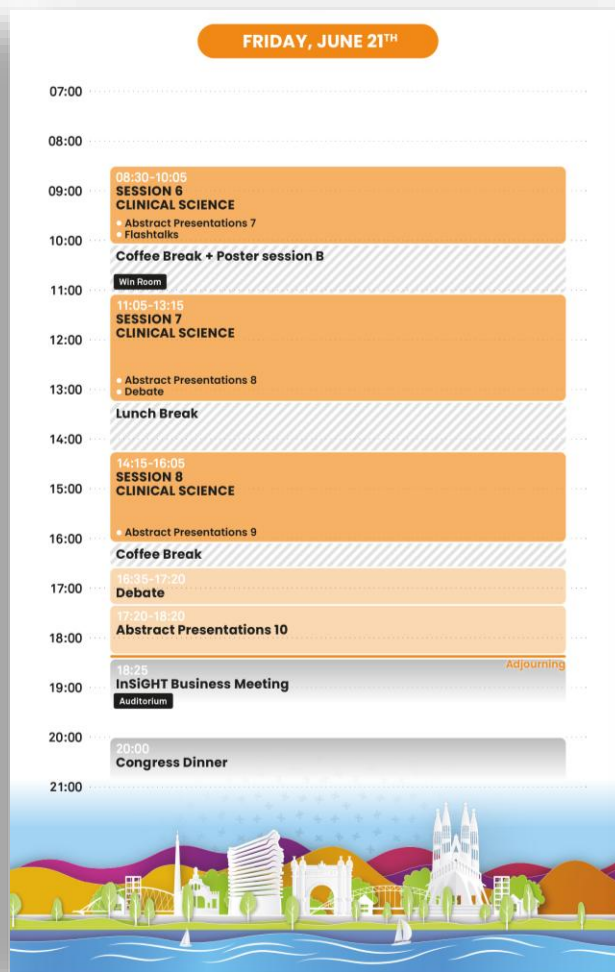 FRIDAY, JUNE 21TH
07:00
08:00
08:30-10:05
09:00
SESSION 6
CLINICAL SCIENCE
Abstract Presentations 7
Flashtalks
10:00
Coffee Break + Poster session B
Win Room
11:00
11:05-13:15
SESSION 7
CLINICAL SCIENCE
12:00
Abstract Presentations 8
13:00
Debate
Lunch Break
14:00
14:15-16:05
SESSION 8
15:00
CLINICAL SCIENCE
Abstract Presentations 9
16:00
Coffee Break
16:35-17:20
17:00
Debate
17:20-18:20
Abstract Presentations 10
18:00
Adjourning
18:25
InSiGHT Business Meeting
19:00
Auditorium
20:00
20:00
Congress Dinner
21:00